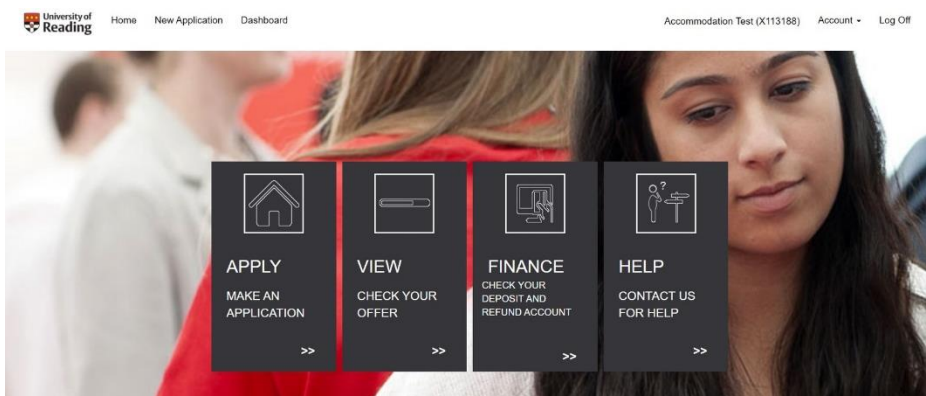 University of
Reading
Home New Application Dashboard
Accommodation Test (X113188) Account Log Off
?
APPLY
MAKE AN
APPLICATION
>>
VIEW
CHECK YOUR
OFFER
>>
FINANCE
CHECK YOUR
DEPOSIT AND
REFUND ACCOUNT
>>
HELP
CONTACT US
FOR HELP
>>